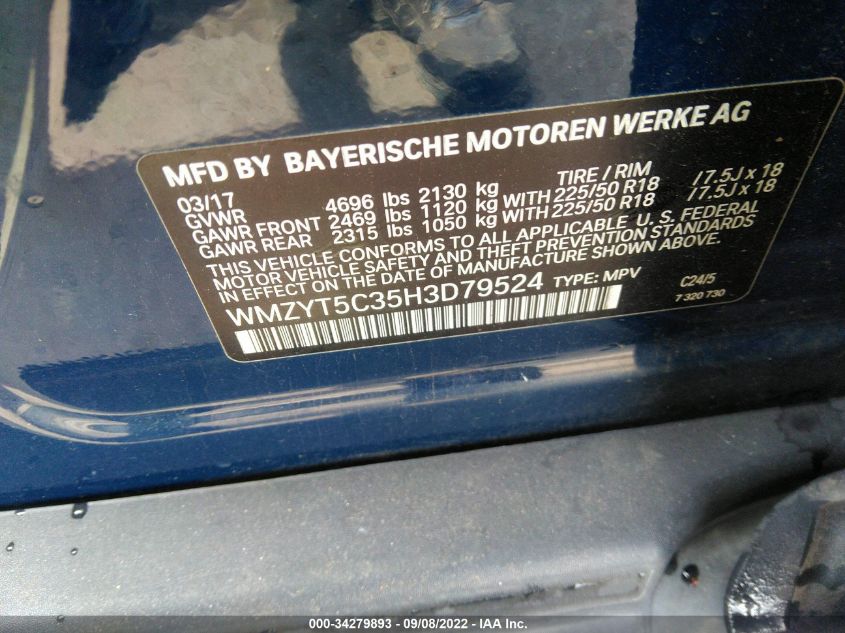 MFD BY BAYERISCHE MOTOREN WERKE AG
03/17 TIRE / RIM
GVWR 4696 lbs 2130 kg
GAWR FRONT 2469 lbs 1120 kg WITH 225/50 R18 /7.5J x 18
GAWR REAR 2315 lbs 1050 kg WITH 225/50 R18 /7.5J x 18
THIS VEHICLE CONFORMS TO ALL APPLICABLE U. S. FEDERAL
MOTOR VEHICLE SAFETY AND THEFT PREVENTION STANDARDS
IN EFFECT ON THE DATE OF MANUFACTURE SHOWN ABOVE.
WMZYT5C35H3D79524 TYPE: MPV C24/5
7 320 730
000-34279893 - 09/08/2022 - IAA Inc.